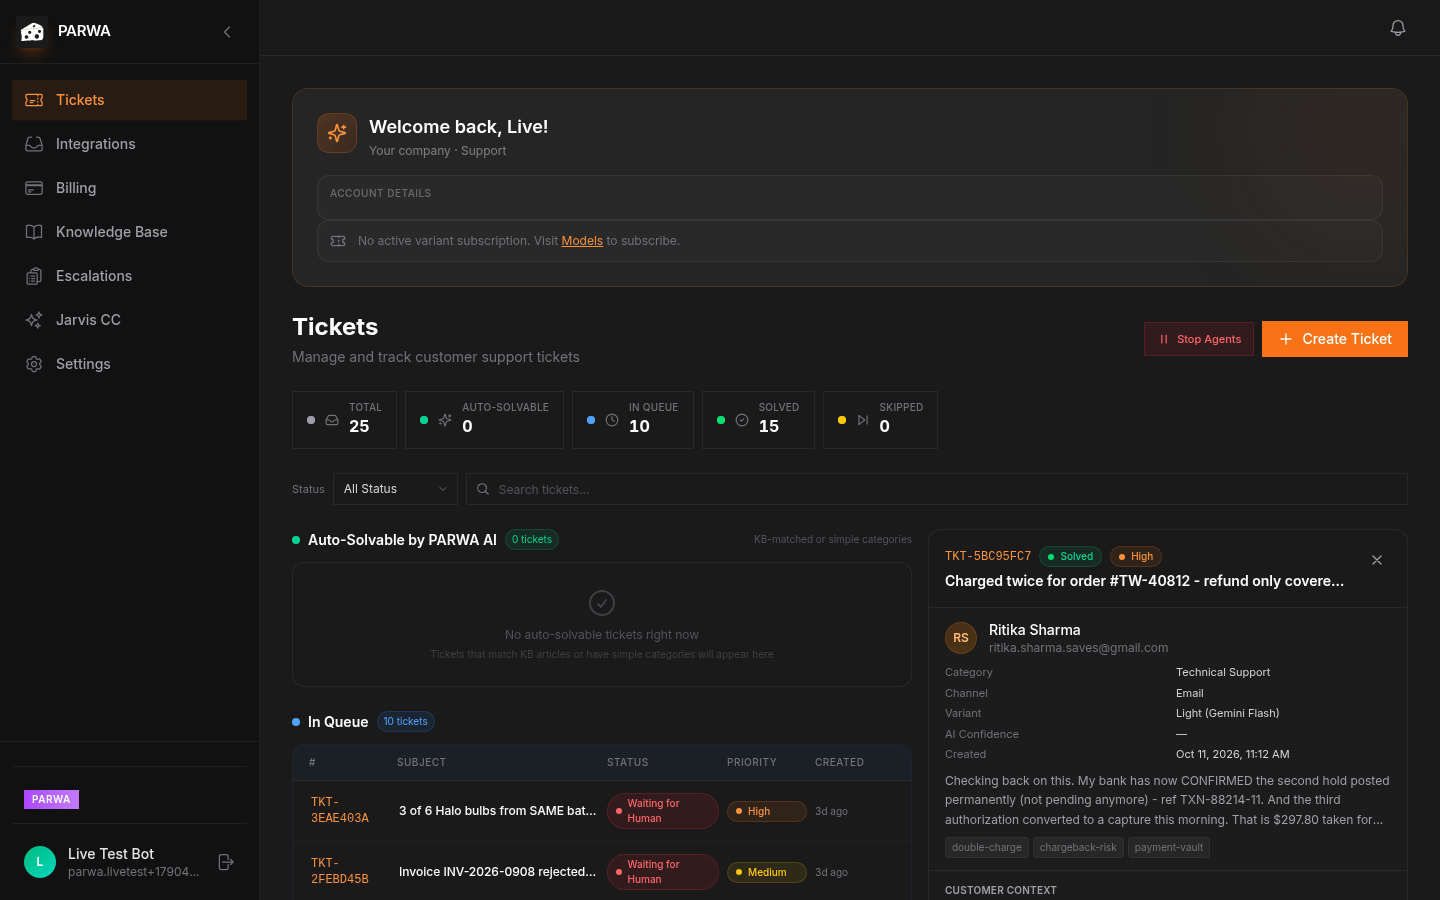 PARWA
Tickets
Integrations
Billing
Knowledge Base
Escalations
Jarvis CC
Settings
PARWA
L
Live Test Bot
parwa.livetest+17904...
Welcome back, Live!
Your company · Support
ACCOUNT DETAILS
No active variant subscription. Visit Models to subscribe.
Tickets
Manage and track customer support tickets
Stop Agents
Create Ticket
TOTAL
25
AUTO-SOLVABLE
0
IN QUEUE
10
SOLVED
15
SKIPPED
0
Status
All Status
Search tickets...
Auto-Solvable by PARWA AI
0 tickets
KB-matched or simple categories
No auto-solvable tickets right now
Tickets that match KB articles or have simple categories will appear here
In Queue
10 tickets
# SUBJECT STATUS PRIORITY CREATED
TKT-3EAE403A 3 of 6 Halo bulbs from SAME bat... Waiting for Human High 3d ago
TKT-2FEBD45B Invoice INV-2026-0908 rejected... Waiting for Human Medium 3d ago
TKT-5BC95FC7 Solved High
Charged twice for order #TW-40812 - refund only covere...
RS
Ritika Sharma
ritika.sharma.saves@gmail.com
Category Technical Support
Channel Email
Variant Light (Gemini Flash)
AI Confidence —
Created Oct 11, 2026, 11:12 AM
Checking back on this. My bank has now CONFIRMED the second hold posted
permanently (not pending anymore) - ref TXN-88214-11. And the third
authorization converted to a capture this morning. That is $297.80 taken for...
double-charge chargeback-risk payment-vault
CUSTOMER CONTEXT